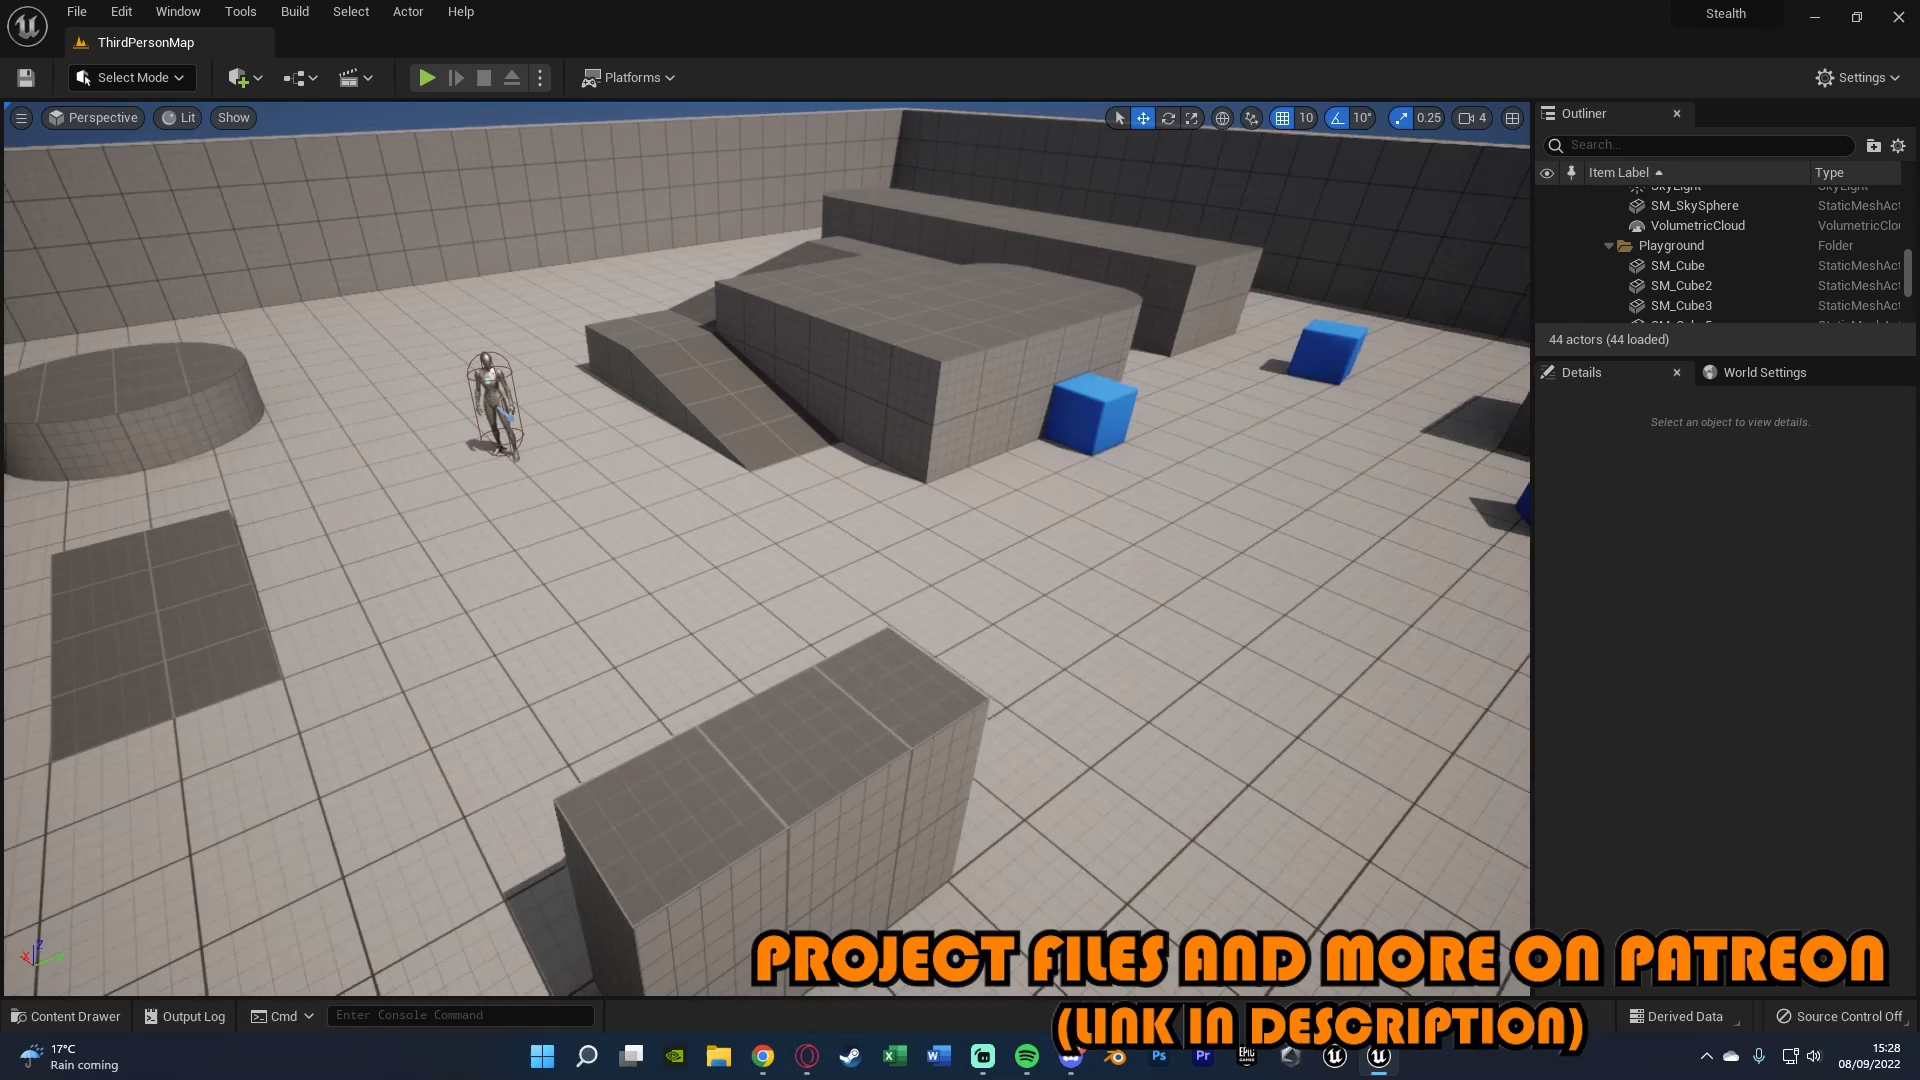 File Edit Window Tools Build Select Actor Help
Stealth
ThirdPersonMap
Select Mode
Platforms
Settings
Perspective Lit Show
10 10° 0.25 4
Outliner
Search...
Item Label Type
SkyLight SkyLight
SM_SkySphere StaticMeshAct
VolumetricCloud VolumetricClou
Playground Folder
SM_Cube StaticMeshAct
SM_Cube2 StaticMeshAct
SM_Cube3 StaticMeshAct
44 actors (44 loaded)
Details World Settings
Select an object to view details.
PROJECT FILES AND MORE ON PATREON
(LINK IN DESCRIPTION)
Content Drawer Output Log Cmd Enter Console Command Derived Data Source Control Off
17°C
Rain coming
15:28
08/09/2022